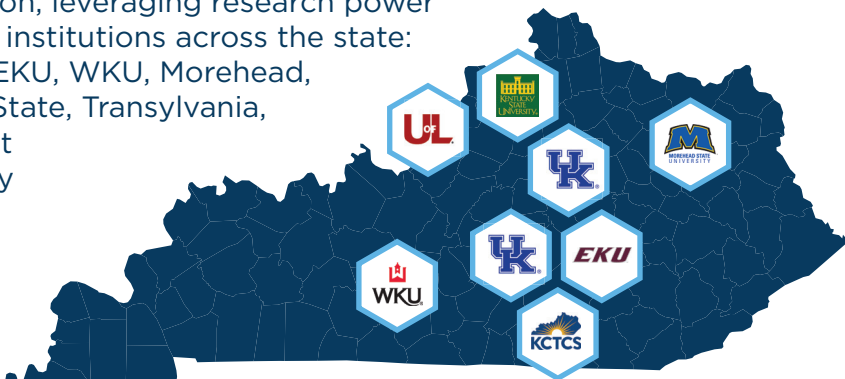 on, leveraging research power
institutions across the state:
EKU, WKU, Morehead,
State, Transylvania,
t
y
KENTUCKY
STATE
UNIVERSITY.
U OF L.
UK
M
MOREHEAD STATE
UNIVERSITY
UK
EKU
WKU
KCTCS